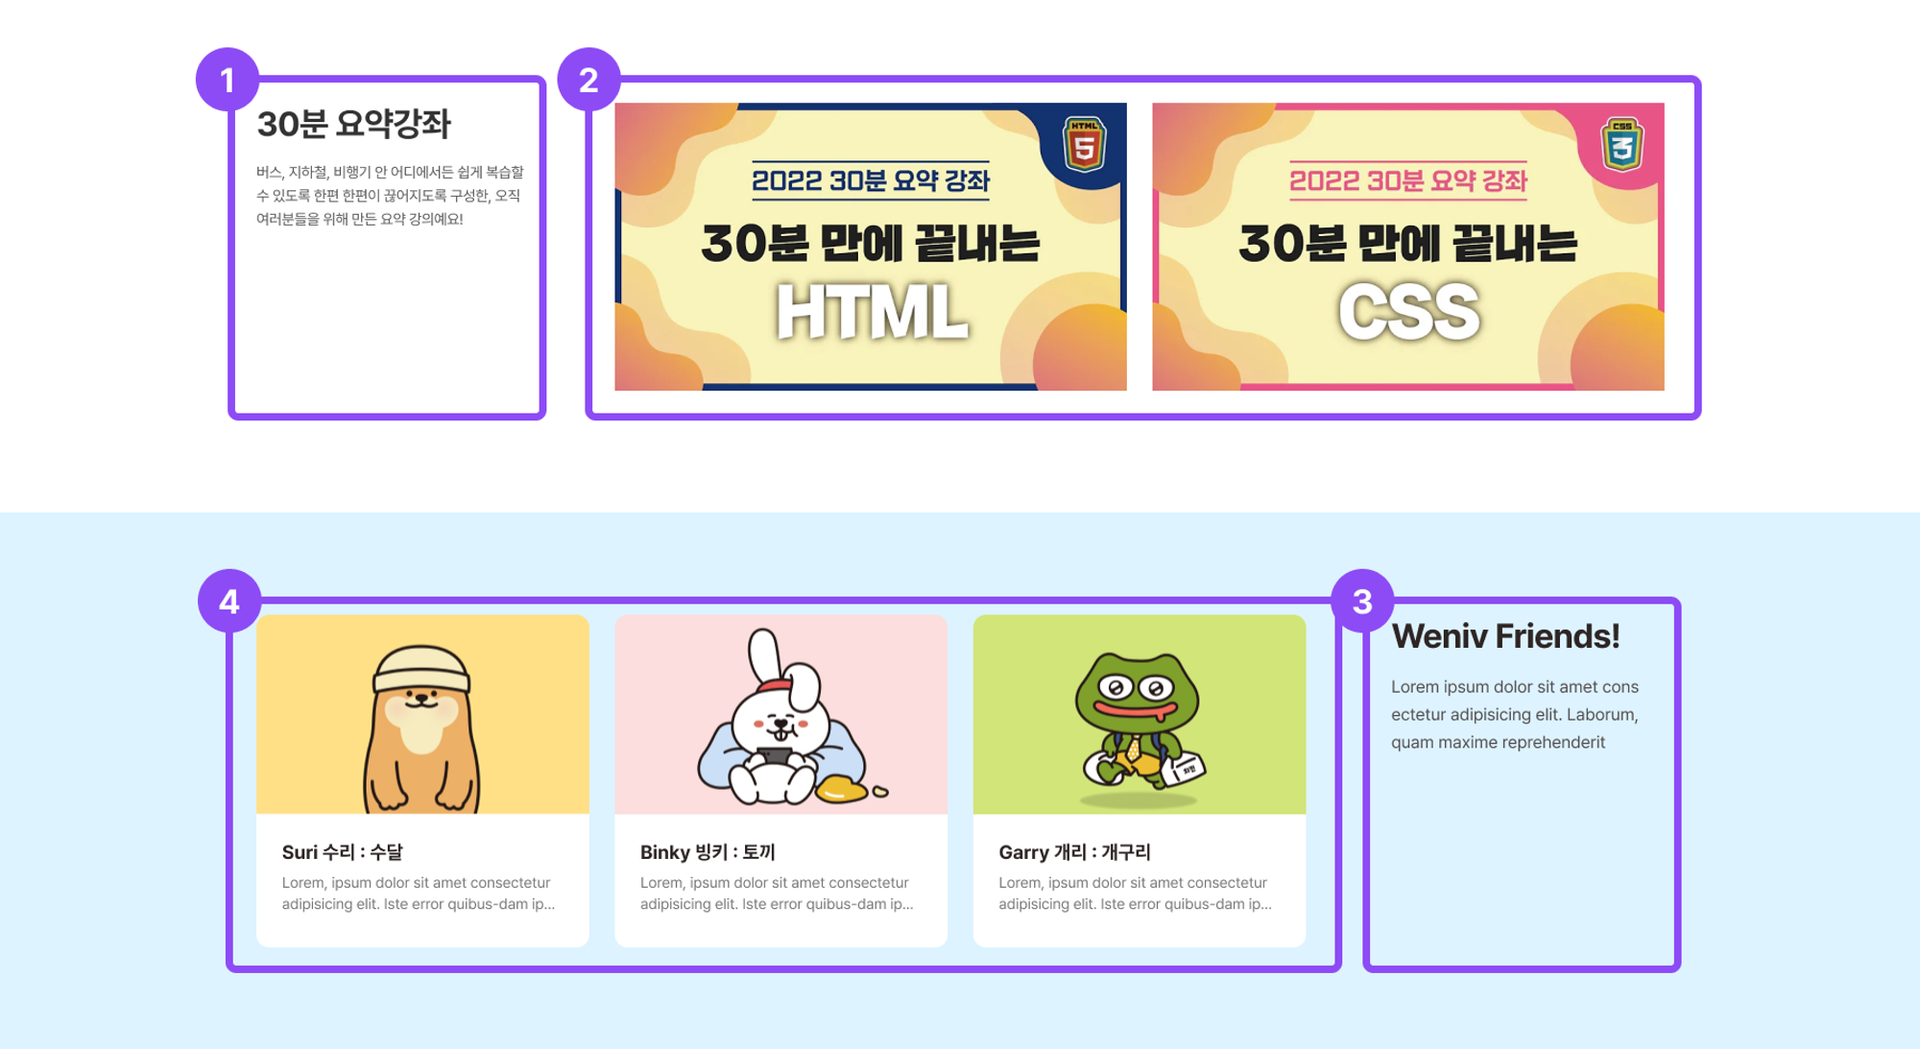 1
30분 요약강좌
버스, 지하철, 비행기 안 어디에서든 쉽게 복습할
수 있도록 한편 한편이 끊어지도록 구성한, 오직
여러분들을 위해 만든 요약 강의예요!
2
HTML
5
2022 30분 요약 강좌
30분 만에 끝내는
HTML
CSS
3
2022 30분 요약 강좌
30분 만에 끝내는
CSS
4
Suri 수리 : 수달
Lorem, ipsum dolor sit amet consectetur
adipisicing elit. Iste error quibus-dam ip...
Binky 빙키 : 토끼
Lorem, ipsum dolor sit amet consectetur
adipisicing elit. Iste error quibus-dam ip...
Garry 개리 : 개구리
Lorem, ipsum dolor sit amet consectetur
adipisicing elit. Iste error quibus-dam ip...
3
Weniv Friends!
Lorem ipsum dolor sit amet cons
ectetur adipisicing elit. Laborum,
quam maxime reprehenderit